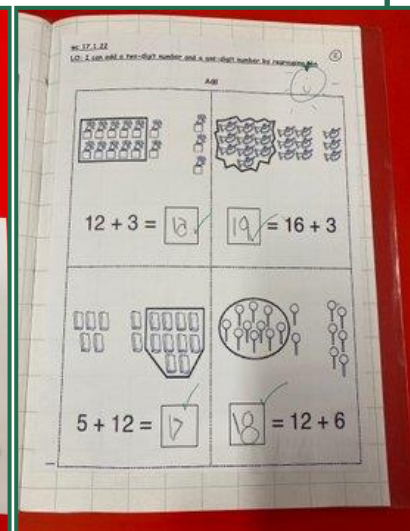 wc 17.1.22
LO: I can add a two-digit number and a one-digit number by regrouping
Add
12 + 3 =
19 = 16 + 3
5 + 12 = 17
18 = 12 + 6